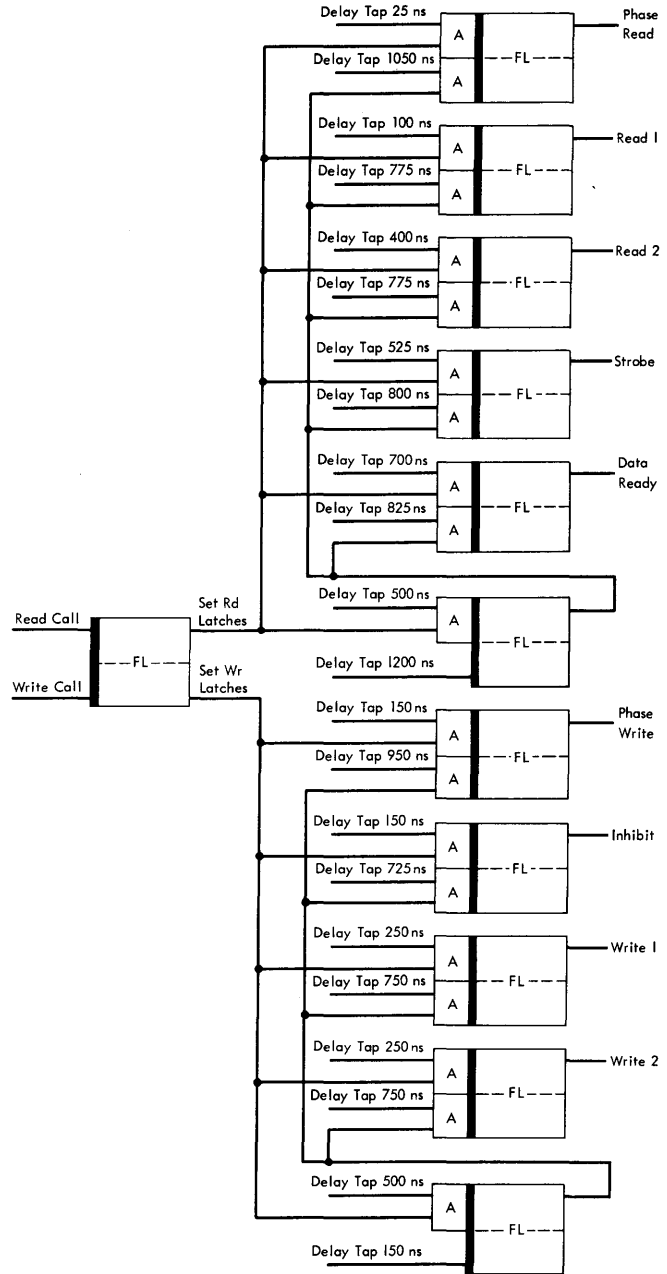 Delay Tap 25 ns
Phase
Read
A
FL
Delay Tap 1050 ns
A
Delay Tap 100 ns
Read 1
A
FL
Delay Tap 775 ns
A
Delay Tap 400 ns
Read 2
A
FL
Delay Tap 775 ns
A
Delay Tap 525 ns
Strobe
A
FL
Delay Tap 800 ns
A
Delay Tap 700 ns
Data
Ready
A
FL
Delay Tap 825 ns
A
Delay Tap 500 ns
A
FL
Delay Tap 1200 ns
Read Call
Set Rd
Latches
FL
Write Call
Set Wr
Latches
Delay Tap 150 ns
Phase
Write
A
FL
Delay Tap 950 ns
A
Delay Tap 150 ns
Inhibit
A
FL
Delay Tap 725 ns
A
Delay Tap 250 ns
Write 1
A
FL
Delay Tap 750 ns
A
Delay Tap 250 ns
Write 2
A
FL
Delay Tap 750 ns
A
Delay Tap 500 ns
A
FL
Delay Tap 150 ns